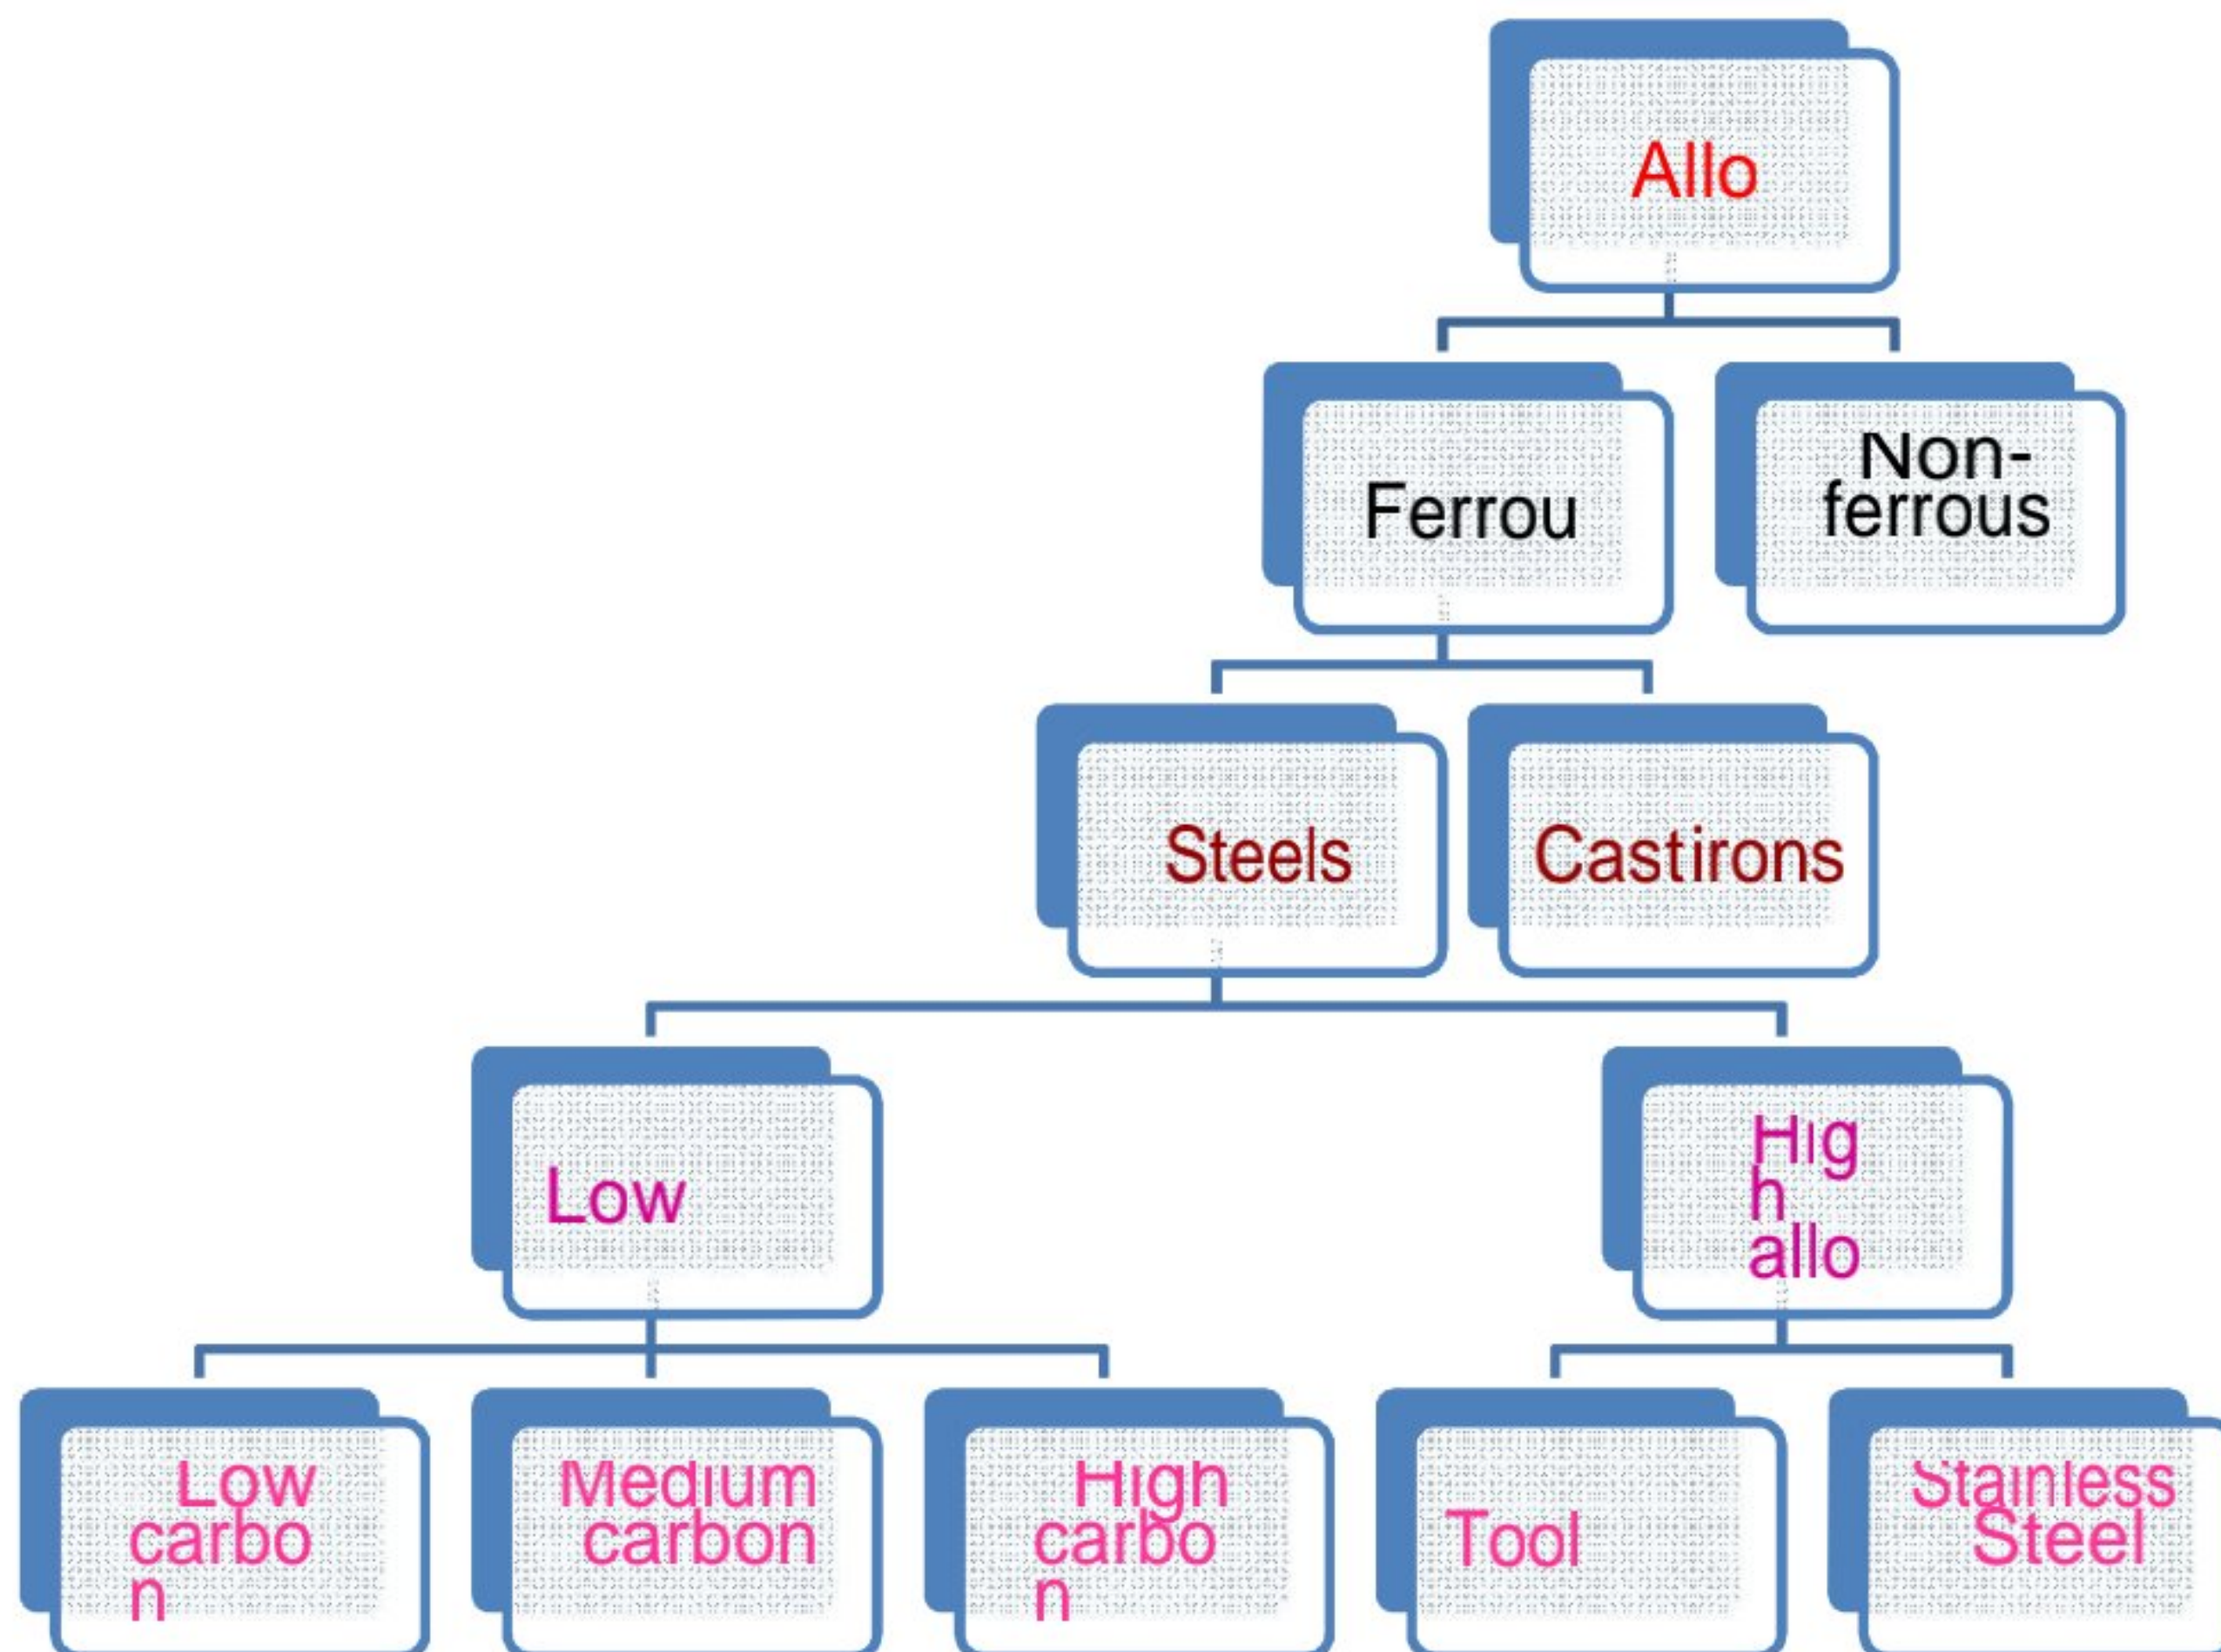 Allo
Ferrou
Non-
ferrous
Steels
Castirons
Low
Hig
h
allo
Low
carbo
n
Medium
carbon
High
carbo
n
Tool
Stainless
Steel